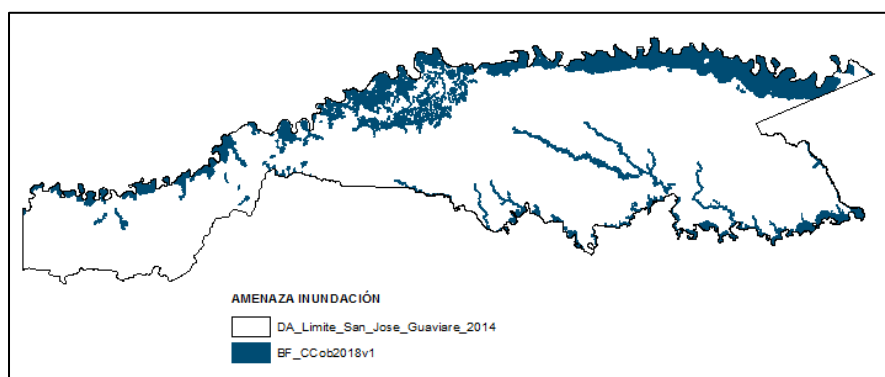 AMENAZA INUNDACIÓN
DA_Limite_San_Jose_Guaviare_2014
BF_CCob2018v1